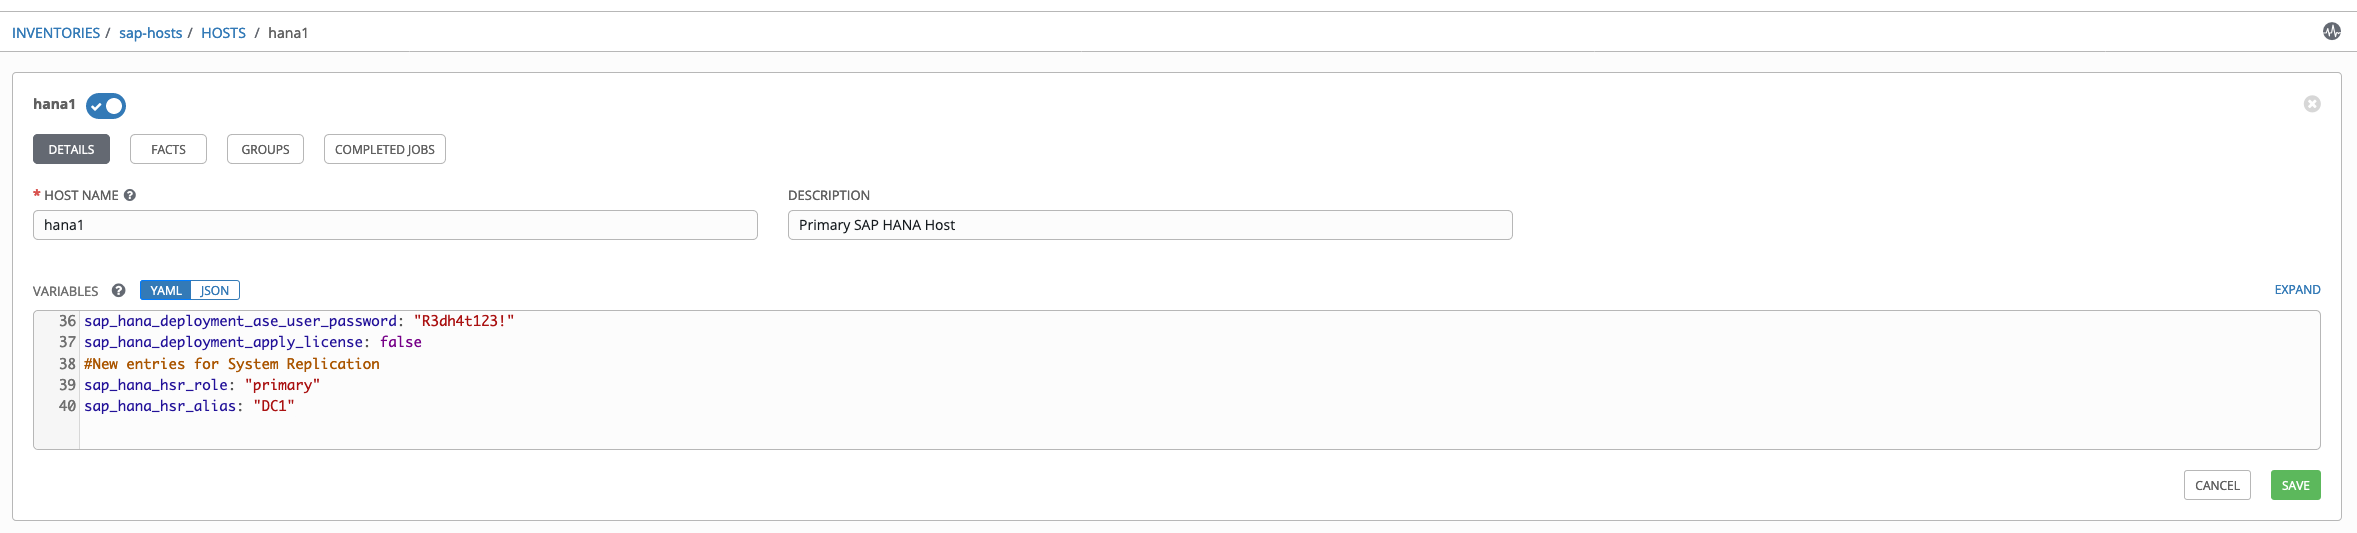 INVENTORIES / sap-hosts / HOSTS / hana1
hana1
DETAILS FACTS GROUPS COMPLETED JOBS
* HOST NAME ? DESCRIPTION
hana1 Primary SAP HANA Host
VARIABLES ? YAML JSON EXPAND
36 sap_hana_deployment_ase_user_password: "R3dh4t123!"
37 sap_hana_deployment_apply_license: false
38 #New entries for System Replication
39 sap_hana_hsr_role: "primary"
40 sap_hana_hsr_alias: "DC1"
CANCEL SAVE